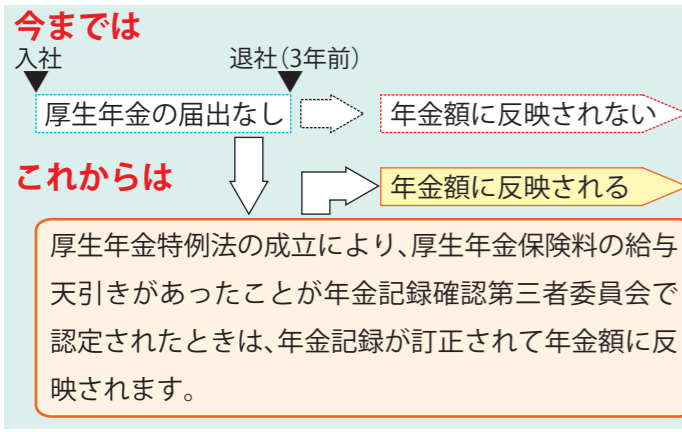 今までは
入社
退社(3年前)
厚生年金の届出なし
年金額に反映されない
これからは
年金額に反映される
厚生年金特例法の成立により、厚生年金保険料の給与
天引きがあったことが年金記録確認第三者委員会で
認定されたときは、年金記録が訂正されて年金額に反
映されます。